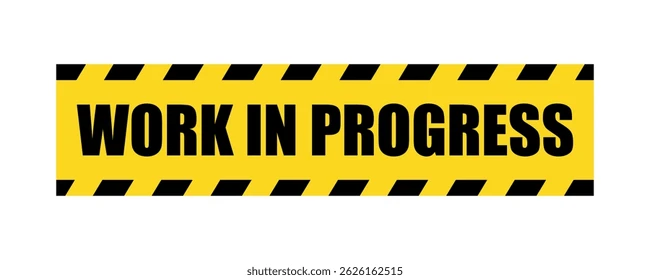 WORK IN PROGRESS
shutterstock.com · 2626162515